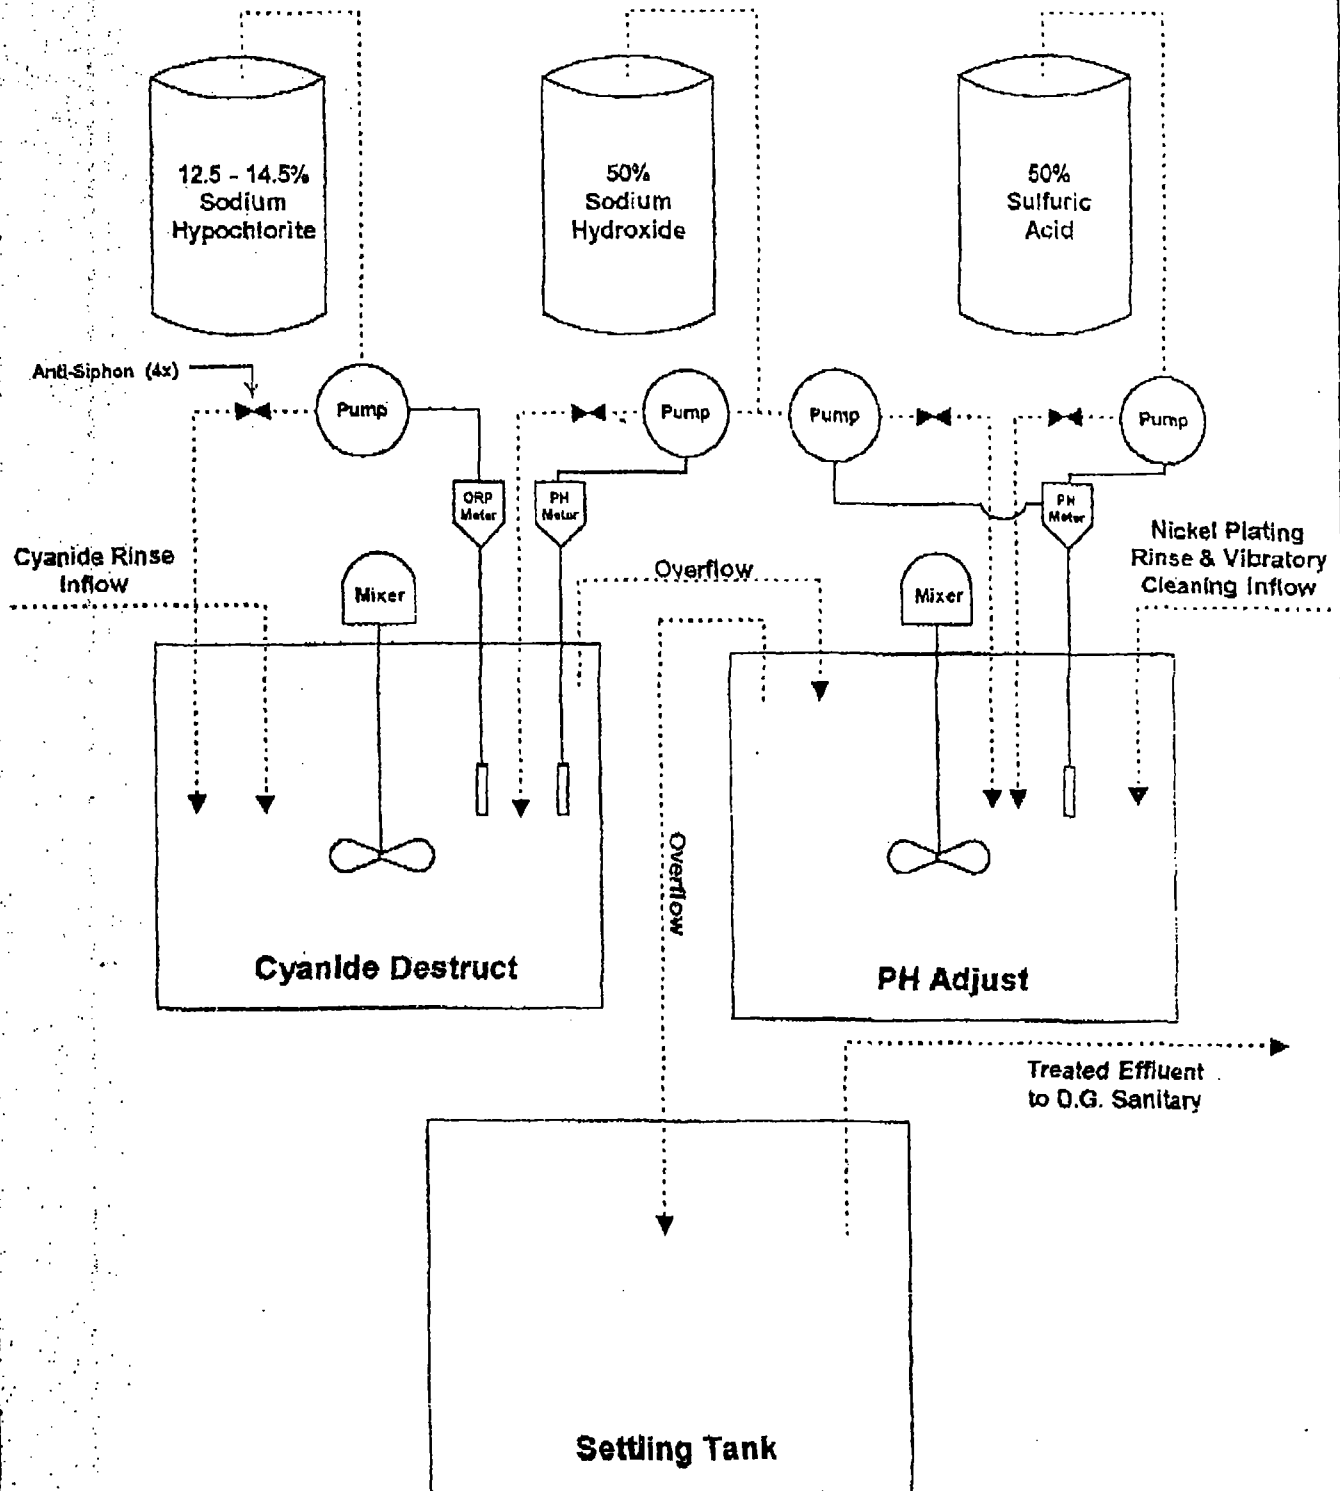 12.5 - 14.5%
Sodium
Hypochlorite
50%
Sodium
Hydroxide
50%
Sulfuric
Acid
Anti-Siphon (4x)
Pump
Pump
Pump
Pump
ORP
Meter
PH
Meter
PH
Meter
Cyanide Rinse
Inflow
Mixer
Overflow
Mixer
Nickel Plating
Rinse & Vibratory
Cleaning Inflow
Overflow
Cyanide Destruct
PH Adjust
Treated Effluent
to D.G. Sanitary
Settling Tank